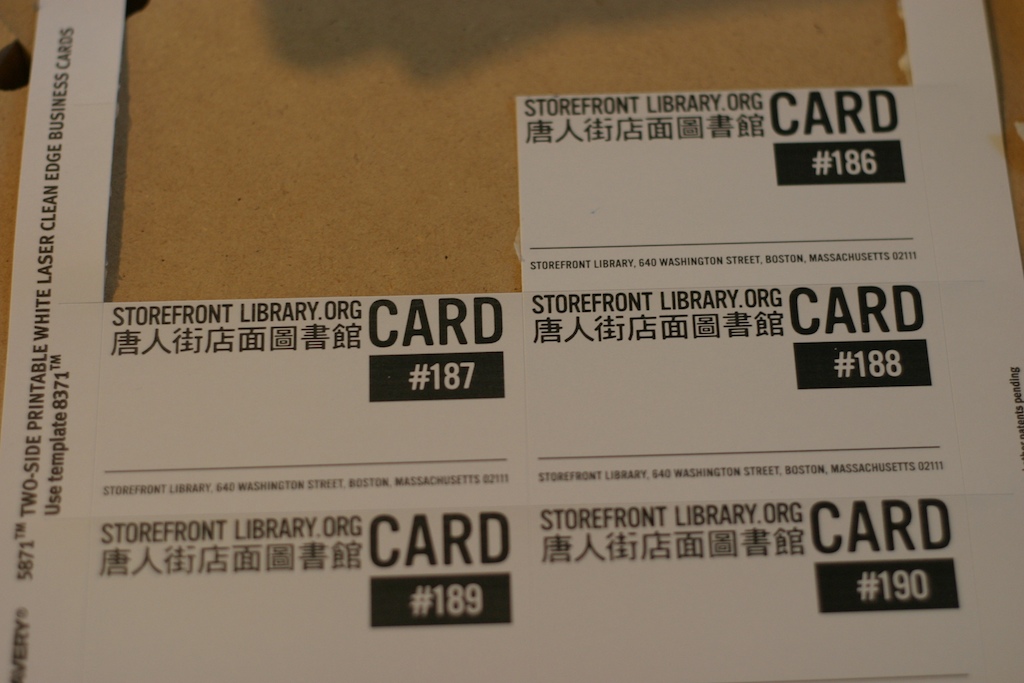 STOREFRONT LIBRARY.ORG CARD
唐人街店面圖書館
#186
STOREFRONT LIBRARY, 640 WASHINGTON STREET, BOSTON, MASSACHUSETTS 02111
STOREFRONT LIBRARY.ORG CARD
唐人街店面圖書館
#187
STOREFRONT LIBRARY, 640 WASHINGTON STREET, BOSTON, MASSACHUSETTS 02111
STOREFRONT LIBRARY.ORG CARD
唐人街店面圖書館
#188
STOREFRONT LIBRARY, 640 WASHINGTON STREET, BOSTON, MASSACHUSETTS 02111
STOREFRONT LIBRARY.ORG CARD
唐人街店面圖書館
#189
STOREFRONT LIBRARY.ORG CARD
唐人街店面圖書館
#190
AVERY® 5871™ TWO-SIDE PRINTABLE WHITE LASER CLEAN EDGE BUSINESS CARDS
Use template 8371™
patents pending